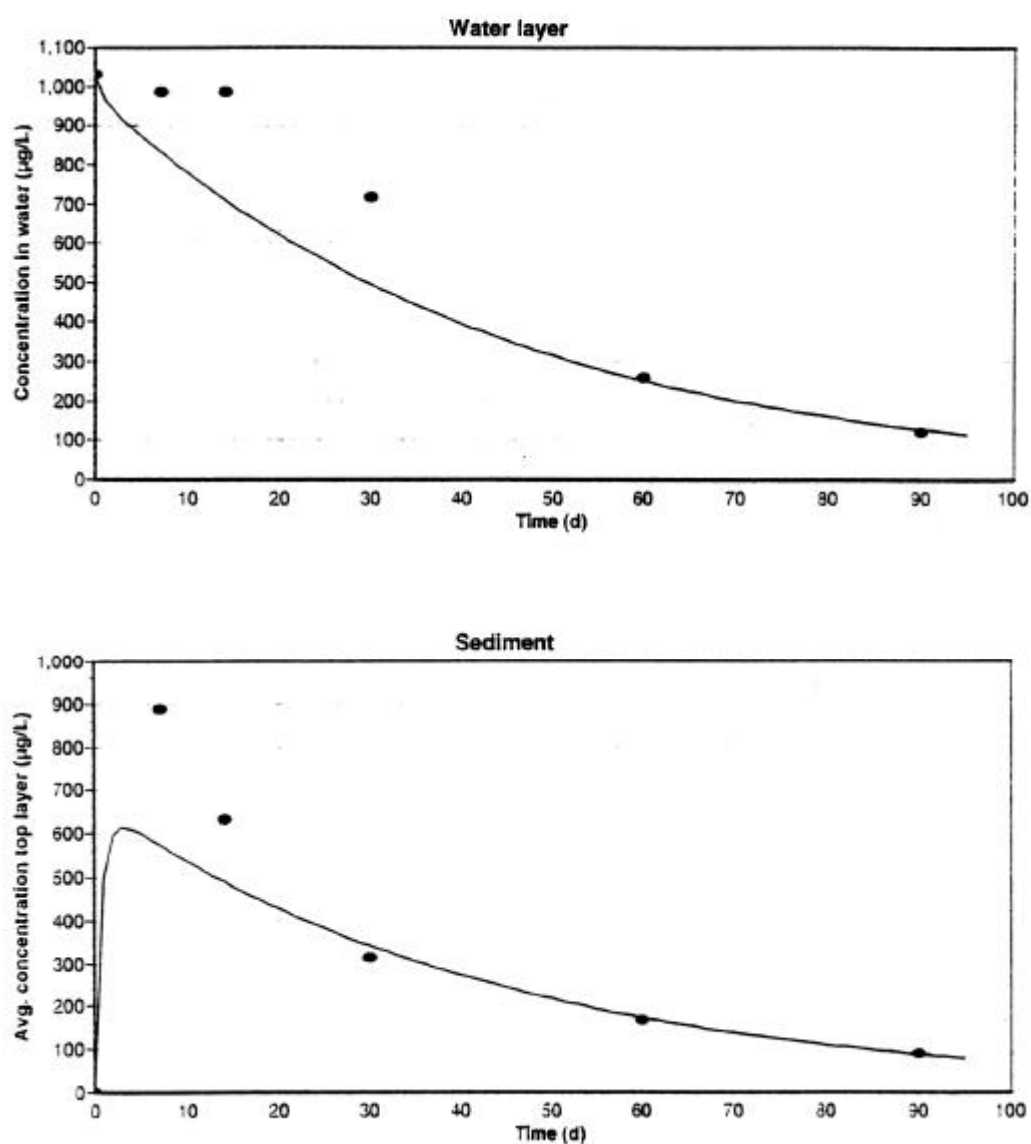 Water layer
Concentration in water (µg/L)
1,100
1,000
900
800
700
600
500
400
300
200
100
0
0 10 20 30 40 50 60 70 80 90 100
Time (d)
Sediment
Avg. concentration top layer (µg/L)
1,000
900
800
700
600
500
400
300
200
100
0
0 10 20 30 40 50 60 70 80 90 100
Time (d)